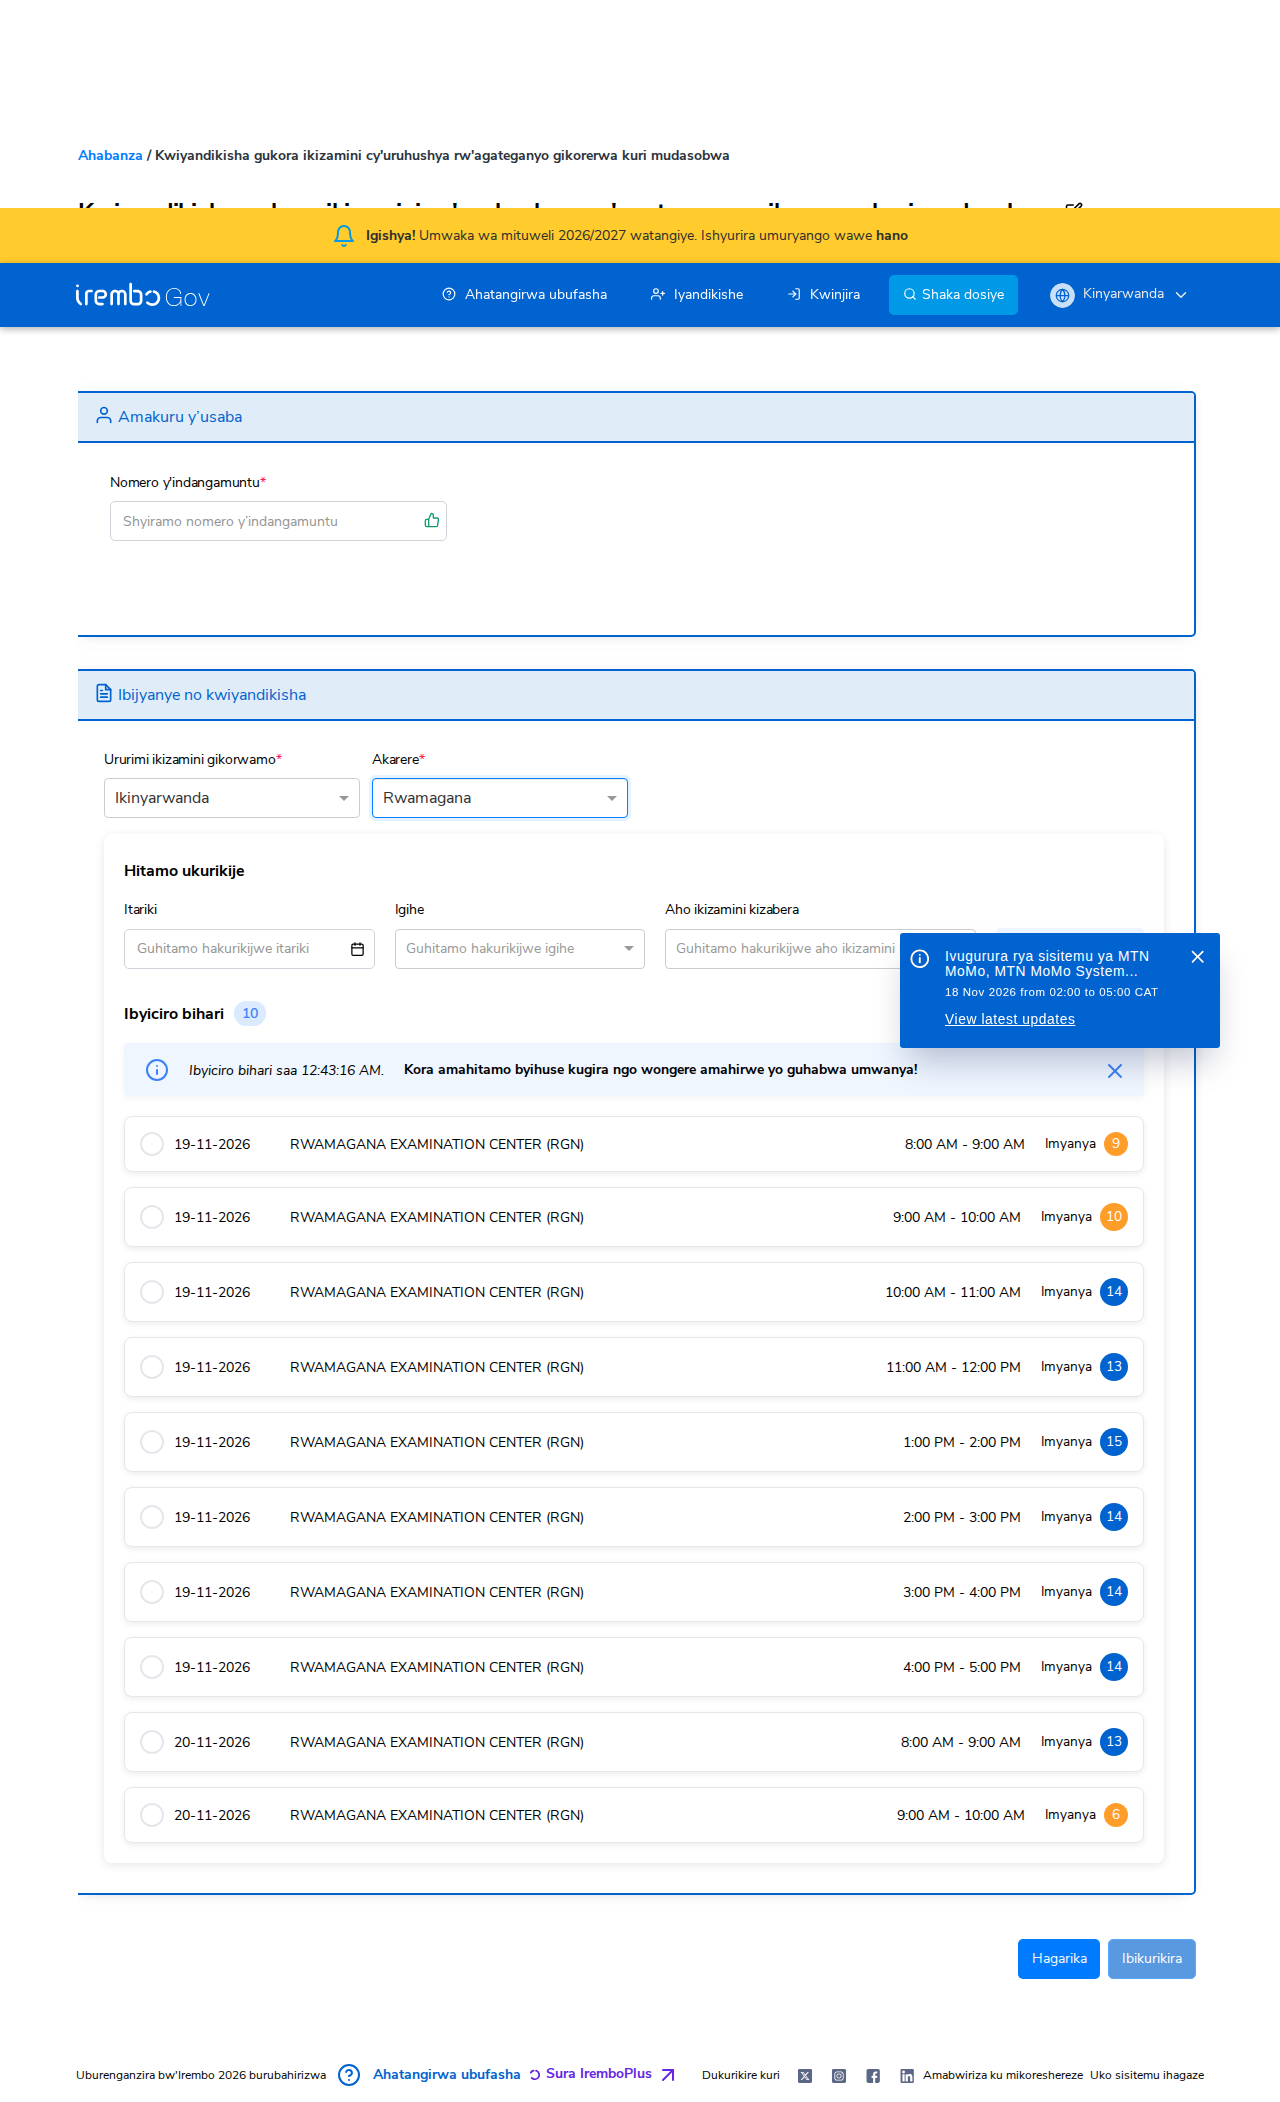 Ahabanza / Kwiyandikisha gukora ikizamini cy'uruhushya rw'agateganyo gikorerwa kuri mudasobwa
Igishya! Umwaka wa mituweli 2026/2027 watangiye. Ishyurira umuryango wawe hano
irembo Gov
Ahatangirwa ubufasha
Iyandikishe
Kwinjira
Shaka dosiye
Kinyarwanda
Amakuru y’usaba
Nomero y'indangamuntu*
Shyiramo nomero y’indangamuntu
Ibijyanye no kwiyandikisha
Ururimi ikizamini gikorwamo*
Akarere*
Ikinyarwanda
Rwamagana
Hitamo ukurikije
Itariki
Igihe
Aho ikizamini kizabera
Guhitamo hakurikijwe itariki
Guhitamo hakurikijwe igihe
Guhitamo hakurikijwe aho ikizamini
Ivugurura rya sisitemu ya MTN
MoMo, MTN MoMo System...
18 Nov 2026 from 02:00 to 05:00 CAT
View latest updates
Ibyiciro bihari 10
Ibyiciro bihari saa 12:43:16 AM. Kora amahitamo byihuse kugira ngo wongere amahirwe yo guhabwa umwanya!
19-11-2026 RWAMAGANA EXAMINATION CENTER (RGN) 8:00 AM - 9:00 AM Imyanya 9
19-11-2026 RWAMAGANA EXAMINATION CENTER (RGN) 9:00 AM - 10:00 AM Imyanya 10
19-11-2026 RWAMAGANA EXAMINATION CENTER (RGN) 10:00 AM - 11:00 AM Imyanya 14
19-11-2026 RWAMAGANA EXAMINATION CENTER (RGN) 11:00 AM - 12:00 PM Imyanya 13
19-11-2026 RWAMAGANA EXAMINATION CENTER (RGN) 1:00 PM - 2:00 PM Imyanya 15
19-11-2026 RWAMAGANA EXAMINATION CENTER (RGN) 2:00 PM - 3:00 PM Imyanya 14
19-11-2026 RWAMAGANA EXAMINATION CENTER (RGN) 3:00 PM - 4:00 PM Imyanya 14
19-11-2026 RWAMAGANA EXAMINATION CENTER (RGN) 4:00 PM - 5:00 PM Imyanya 14
20-11-2026 RWAMAGANA EXAMINATION CENTER (RGN) 8:00 AM - 9:00 AM Imyanya 13
20-11-2026 RWAMAGANA EXAMINATION CENTER (RGN) 9:00 AM - 10:00 AM Imyanya 6
Hagarika
Ibikurikira
Uburenganzira bw'Irembo 2026 burubahirizwa
Ahatangirwa ubufasha
Sura IremboPlus
Dukurikire kuri
Amabwiriza ku mikoreshereze
Uko sisitemu ihagaze